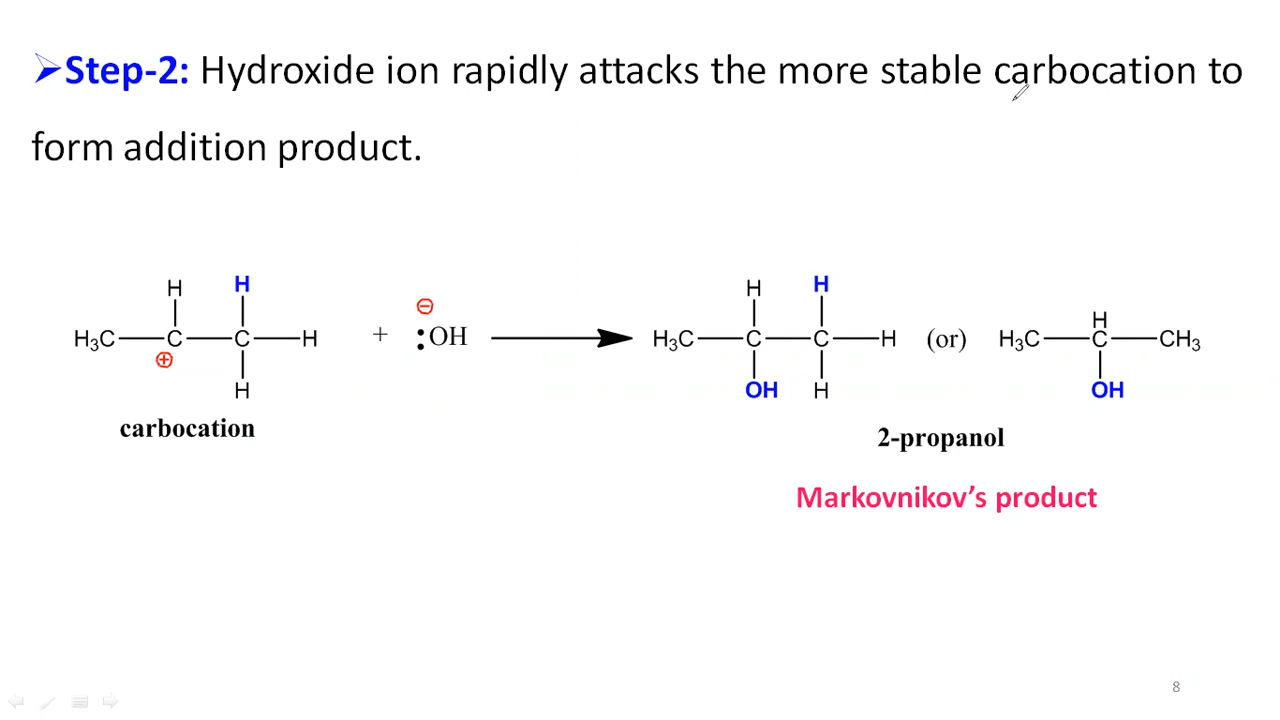 ➢Step-2: Hydroxide ion rapidly attacks the more stable carbocation to
form addition product.
H H H H
⊖
H₃C C C H + :OH H₃C C C H (or) H₃C C CH₃
⊕
H OH H OH
carbocation
2-propanol
Markovnikov’s product
8